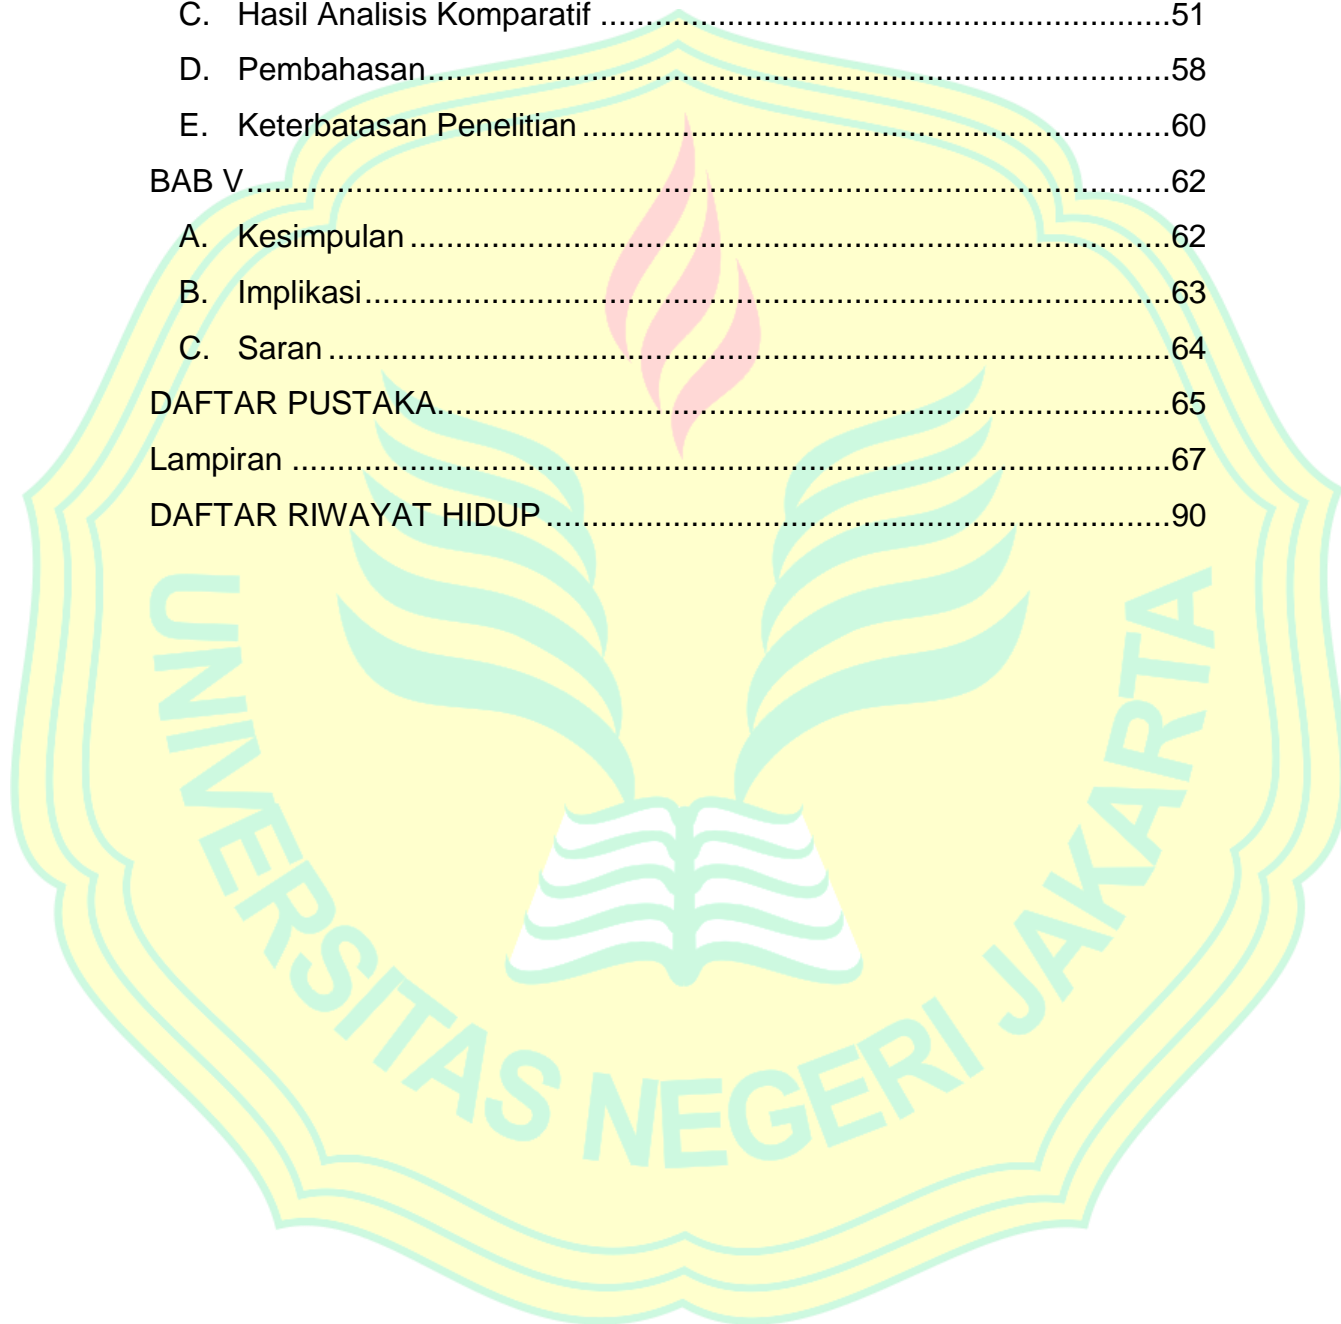 C. Hasil Analisis Komparatif ...............................................................51
D. Pembahasan..................................................................................58
E. Keterbatasan Penelitian .................................................................60
BAB V......................................................................................................62
A. Kesimpulan ....................................................................................62
B. Implikasi.........................................................................................63
C. Saran .............................................................................................64
DAFTAR PUSTAKA.................................................................................65
Lampiran .................................................................................................67
DAFTAR RIWAYAT HIDUP .....................................................................90
UNIVERSITAS NEGERI JAKARTA